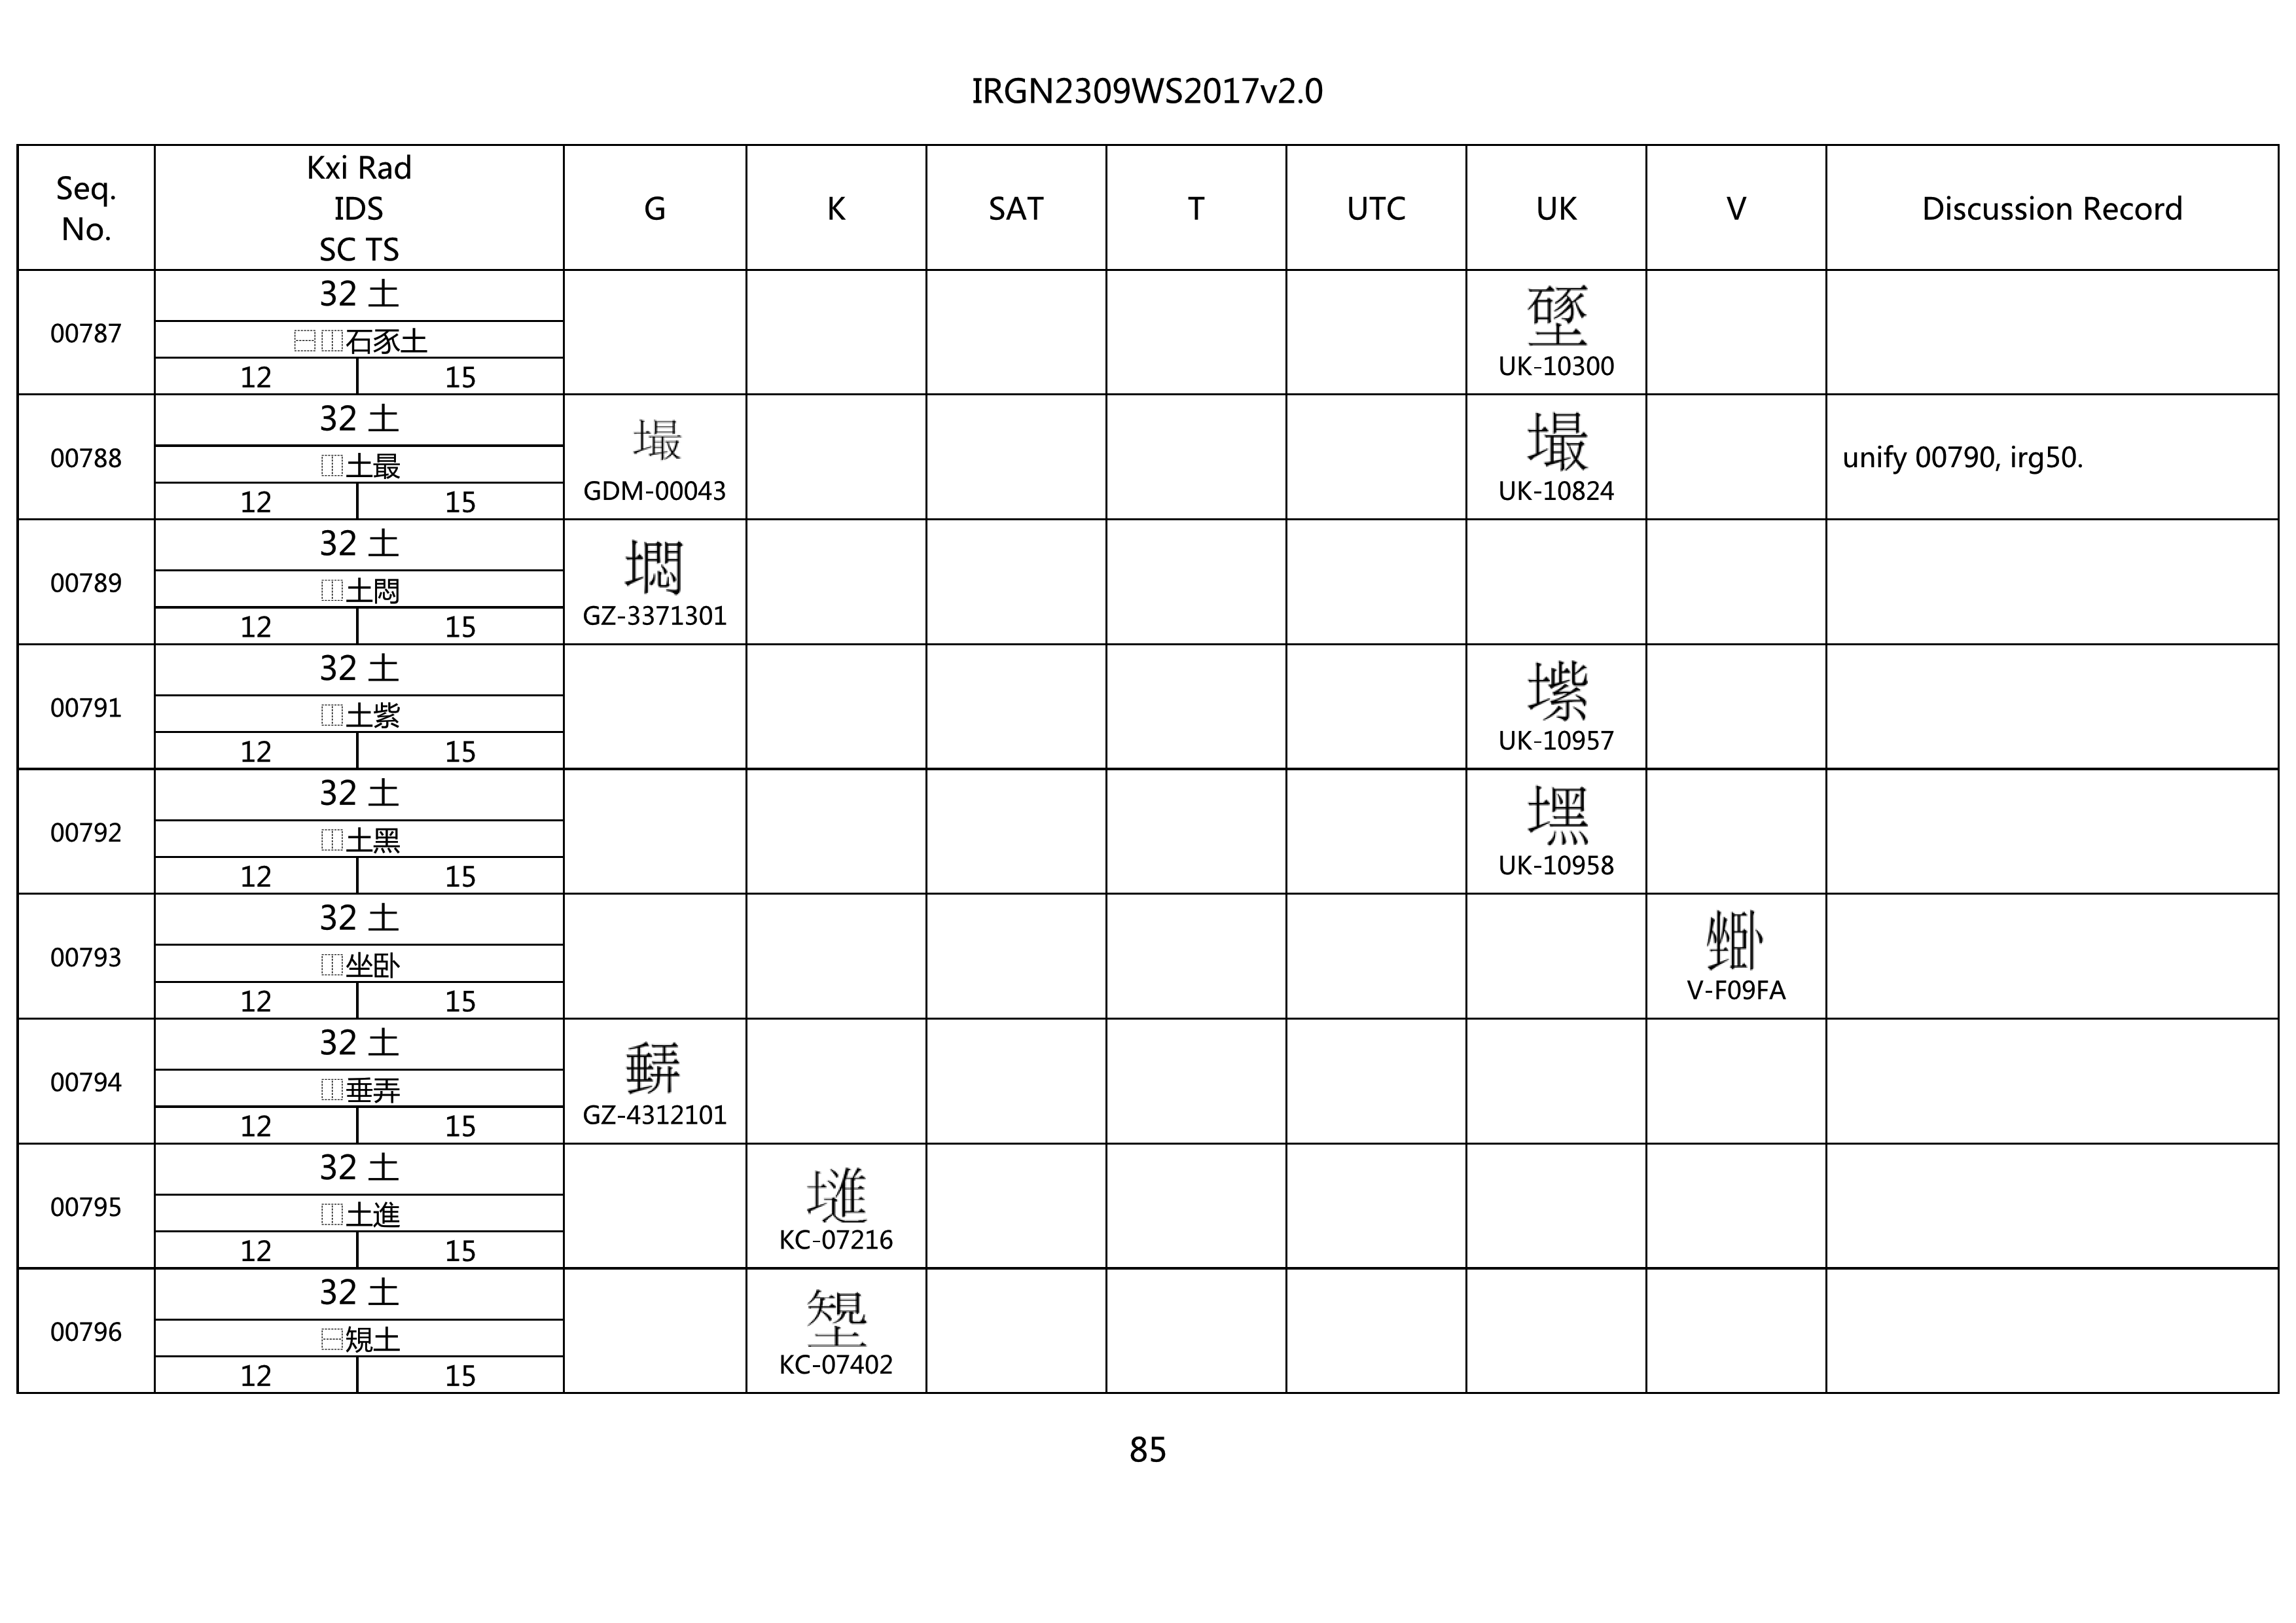 IRGN2309WS2017v2.0
Seq. No. Kxi Rad IDS SC TS G K SAT T UTC UK V Discussion Record
00787 32 土
⿱⿰石豖土
12 15
UK-10300
00788 32 土
⿰土最
12 15
GDM-00043 UK-10824 unify 00790, irg50.
00789 32 土
⿰土悶
12 15
GZ-3371301
00791 32 土
⿰土紫
12 15
UK-10957
00792 32 土
⿰土黑
12 15
UK-10958
00793 32 土
⿰坐卧
12 15
V-F09FA
00794 32 土
⿰垂弄
12 15
GZ-4312101
00795 32 土
⿰土進
12 15
KC-07216
00796 32 土
⿱䂓土
12 15
KC-07402
85